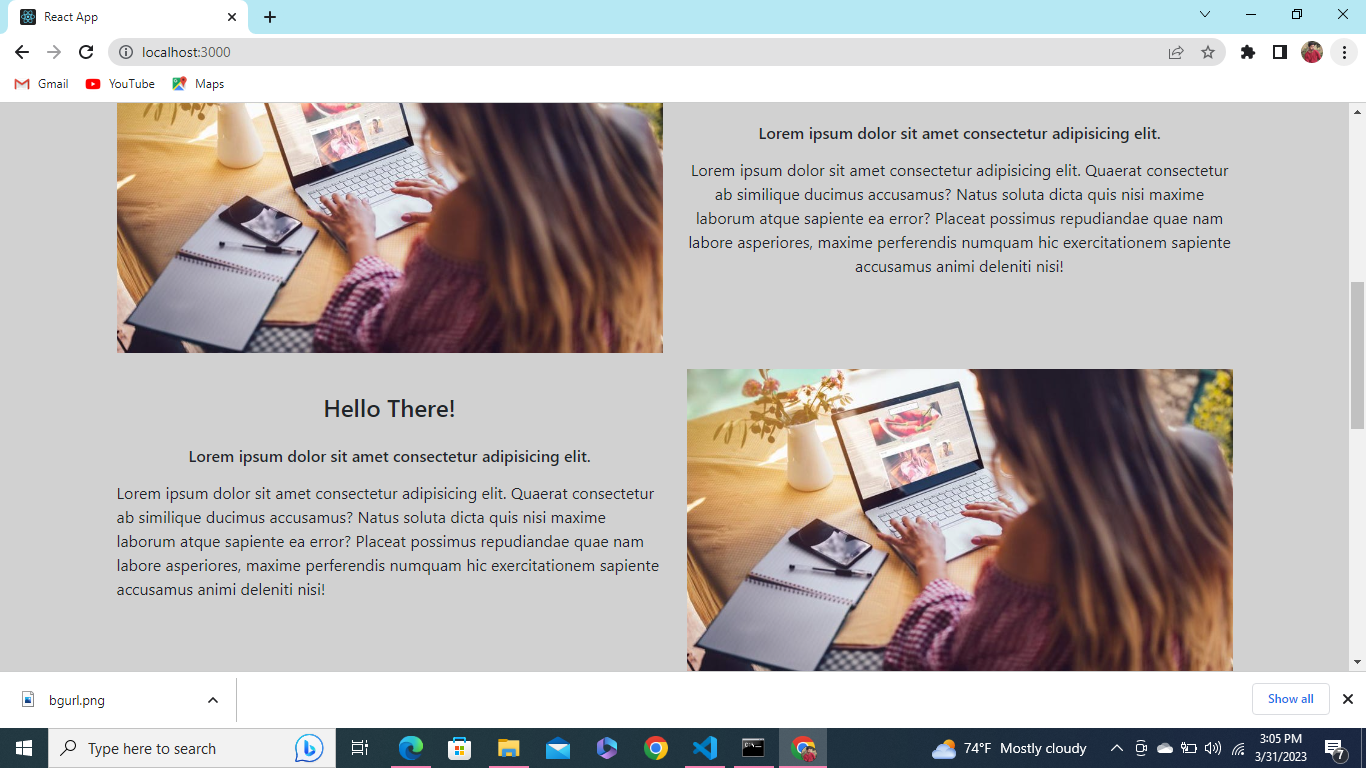 React App
localhost:3000
Gmail
YouTube
Maps
Lorem ipsum dolor sit amet consectetur adipisicing elit.
Lorem ipsum dolor sit amet consectetur adipisicing elit. Quaerat consectetur
ab similique ducimus accusamus? Natus soluta dicta quis nisi maxime
laborum atque sapiente ea error? Placeat possimus repudiandae quae nam
labore asperiores, maxime perferendis numquam hic exercitationem sapiente
accusamus animi deleniti nisi!
Hello There!
Lorem ipsum dolor sit amet consectetur adipisicing elit.
Lorem ipsum dolor sit amet consectetur adipisicing elit. Quaerat consectetur
ab similique ducimus accusamus? Natus soluta dicta quis nisi maxime
laborum atque sapiente ea error? Placeat possimus repudiandae quae nam
labore asperiores, maxime perferendis numquam hic exercitationem sapiente
accusamus animi deleniti nisi!
bgurl.png
Show all
Type here to search
74°F Mostly cloudy
3:05 PM
3/31/2023
7